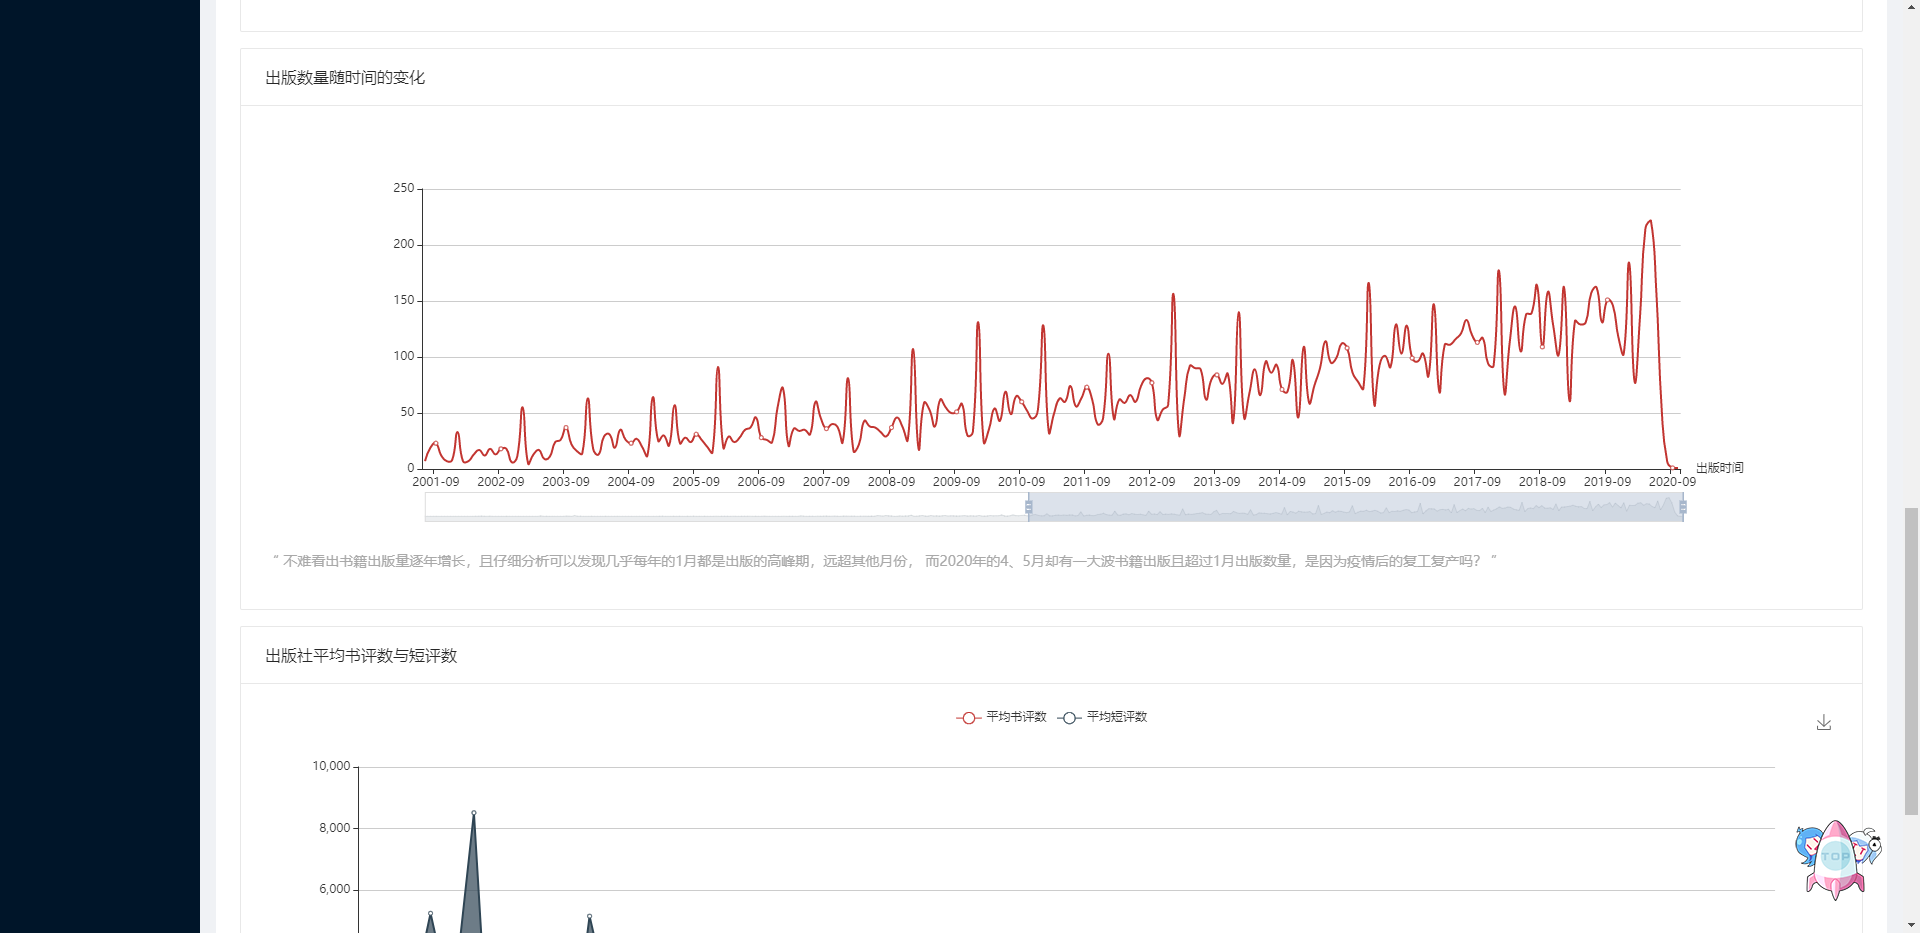 出版数量随时间的变化
250
200
150
100
50
0
2001-09 2002-09 2003-09 2004-09 2005-09 2006-09 2007-09 2008-09 2009-09 2010-09 2011-09 2012-09 2013-09 2014-09 2015-09 2016-09 2017-09 2018-09 2019-09 2020-09
出版时间
“ 不难看出书籍出版量逐年增长，且仔细分析可以发现几乎每年的1月都是出版的高峰期，远超其他月份， 而2020年的4、5月却有一大波书籍出版且超过1月出版数量，是因为疫情后的复工复产吗？ ”
出版社平均书评数与短评数
平均书评数 平均短评数
10,000
8,000
6,000
TOP